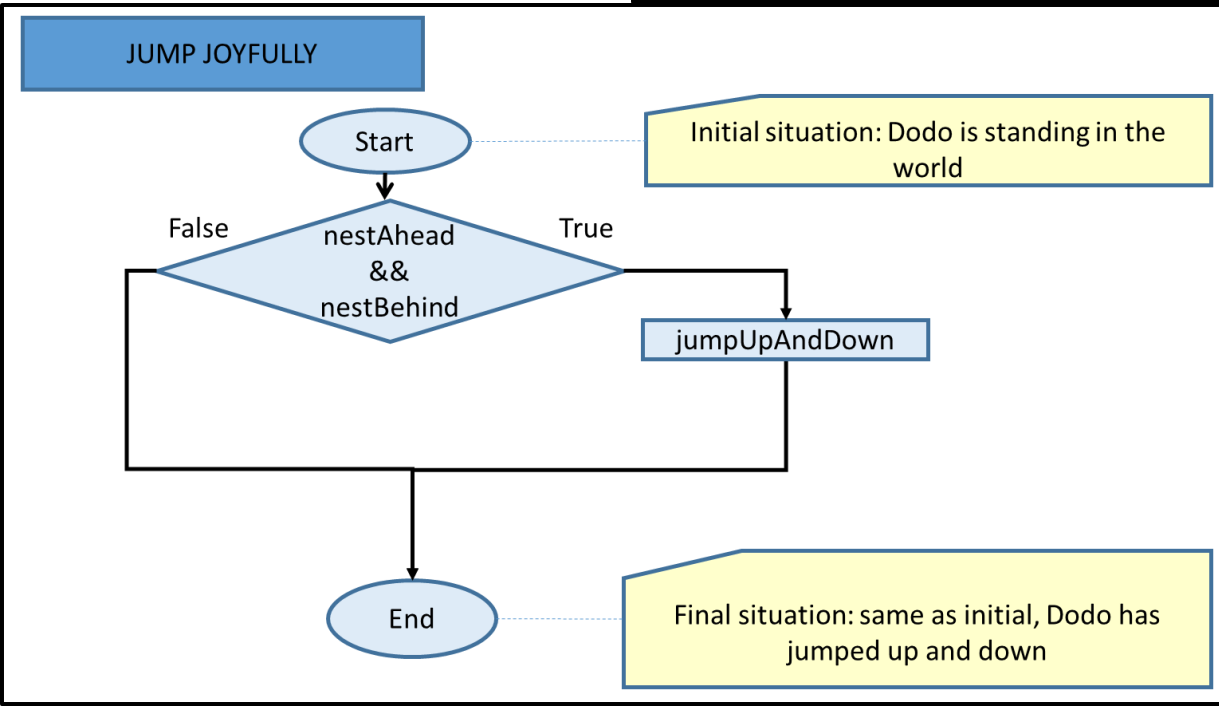 JUMP JOYFULLY
Start
Initial situation: Dodo is standing in the
world
False
True
nestAhead
&&
nestBehind
jumpUpAndDown
End
Final situation: same as initial, Dodo has
jumped up and down